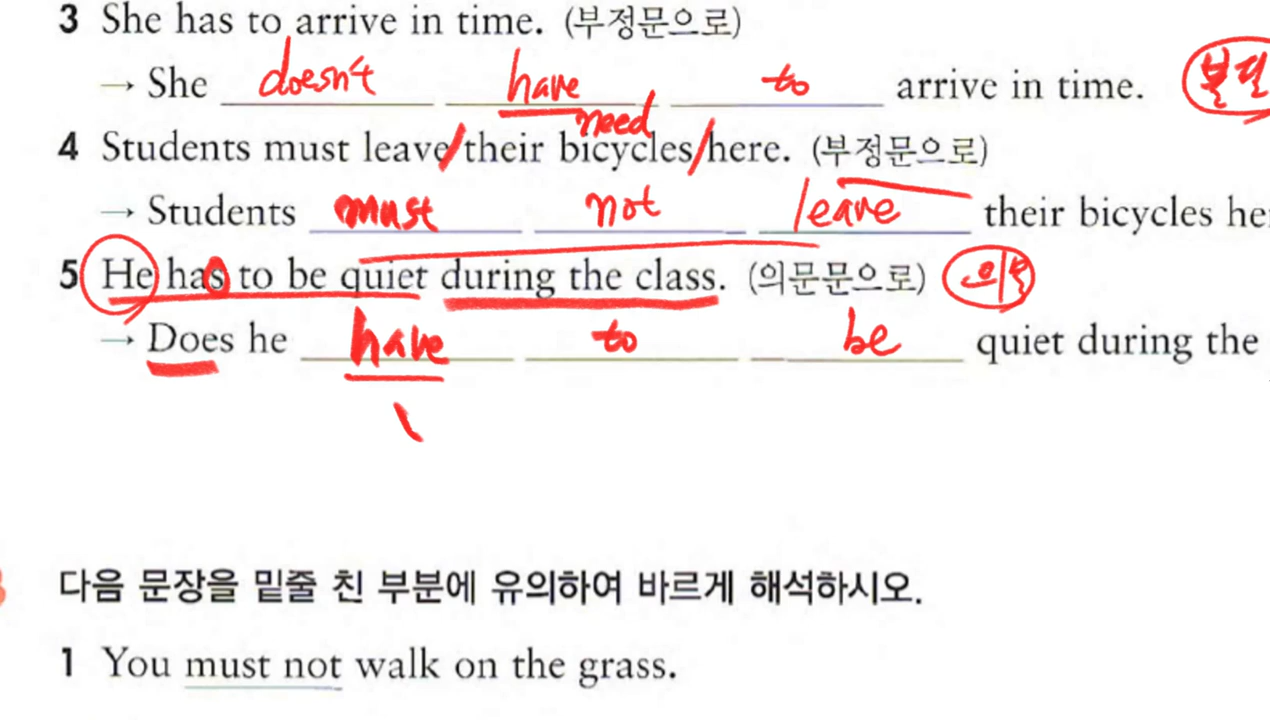 3 She has to arrive in time. (부정문으로)
→ She doesn't have to arrive in time. 불필
need
4 Students must leave/their bicycles/here. (부정문으로)
→ Students must not leave their bicycles
5 He has to be quiet during the class. (의문문으로) 의문
→ Does he have to be quiet during the
다음 문장을 밑줄 친 부분에 유의하여 바르게 해석하시오.
1 You must not walk on the grass.